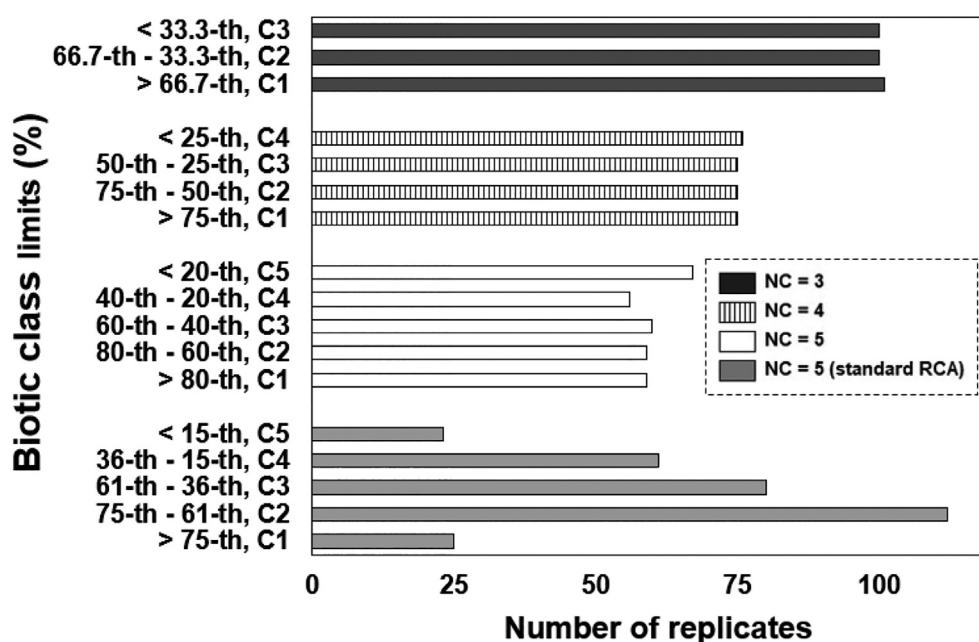 Biotic class limits (%)
< 33.3-th, C3
66.7-th - 33.3-th, C2
> 66.7-th, C1
< 25-th, C4
50-th - 25-th, C3
75-th - 50-th, C2
> 75-th, C1
< 20-th, C5
40-th - 20-th, C4
60-th - 40-th, C3
80-th - 60-th, C2
> 80-th, C1
< 15-th, C5
36-th - 15-th, C4
61-th - 36-th, C3
75-th - 61-th, C2
> 75-th, C1
NC = 3
NC = 4
NC = 5
NC = 5 (standard RCA)
0 25 50 75 100
Number of replicates